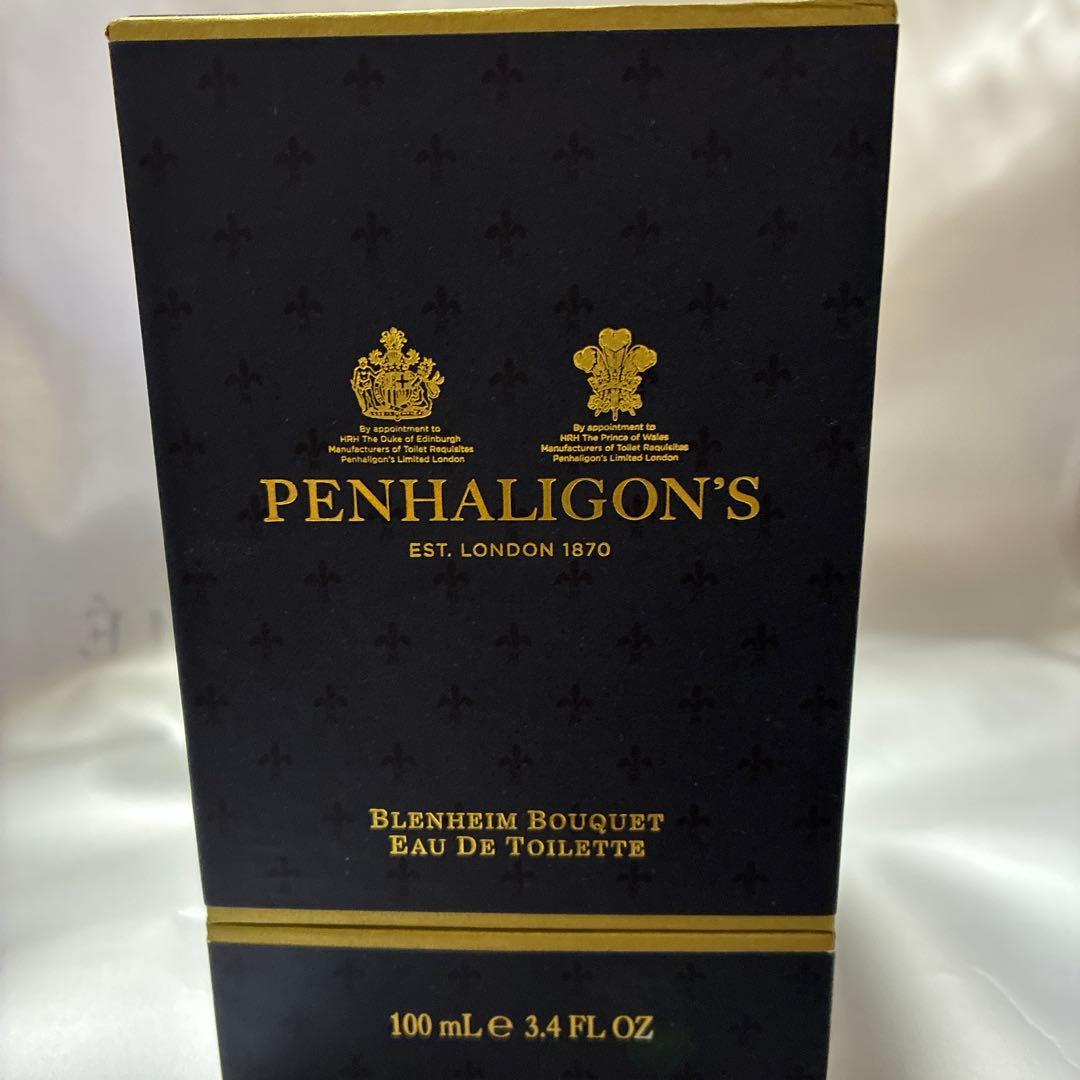 By appointment to
HRH The Duke of Edinburgh
Manufacturers of Toilet Requisites
Penhaligon's Limited London
By appointment to
HRH The Prince of Wales
Manufacturers of Toilet Requisites
Penhaligon's Limited London
PENHALIGON'S
EST. LONDON 1870
BLENHEIM BOUQUET
EAU DE TOILETTE
100 mL ℮ 3.4 FL OZ